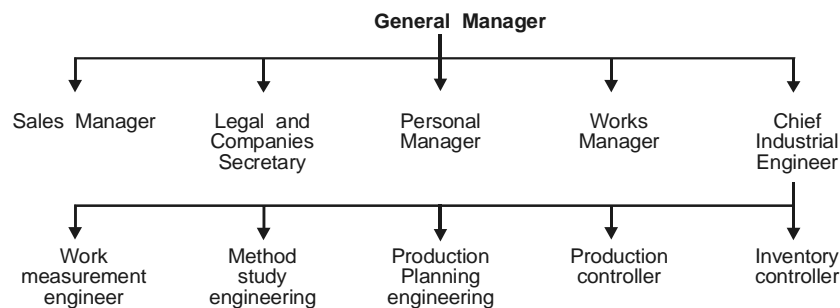 General Manager
Sales Manager
Legal and
Companies
Secretary
Personal
Manager
Works
Manager
Chief
Industrial
Engineer
Work
measurement
engineer
Method
study
engineering
Production
Planning
engineering
Production
controller
Inventory
controller